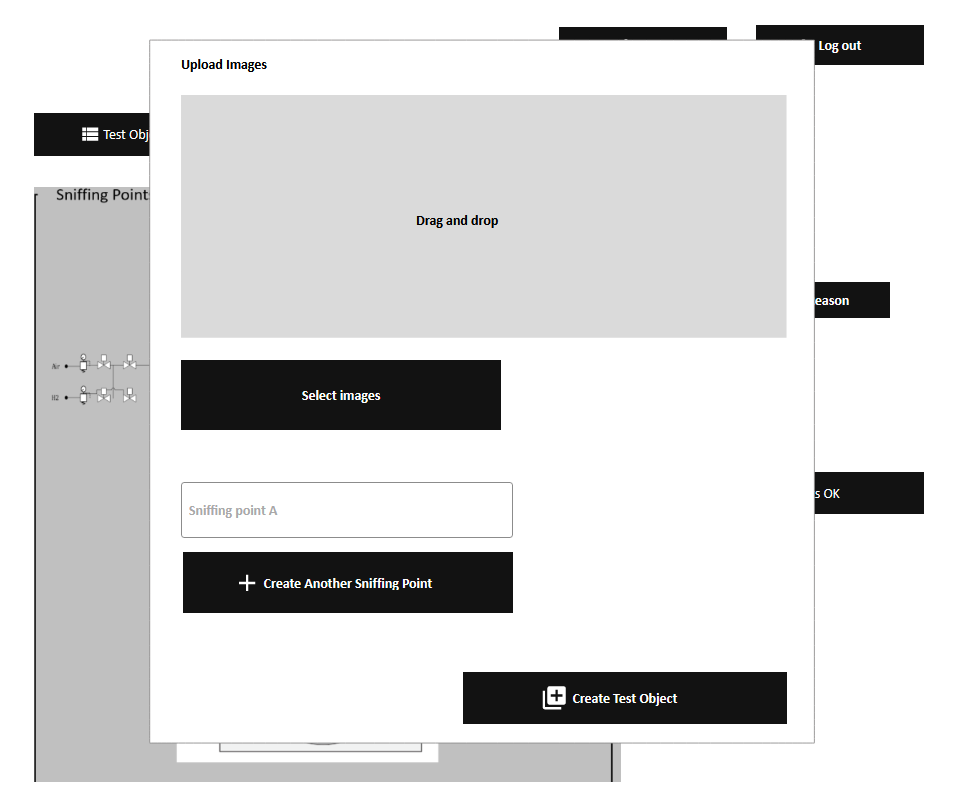 Log out
Upload Images
Test Obj
Drag and drop
Sniffing Point
eason
Air
H2
Select images
s OK
Sniffing point A
Create Another Sniffing Point
Create Test Object